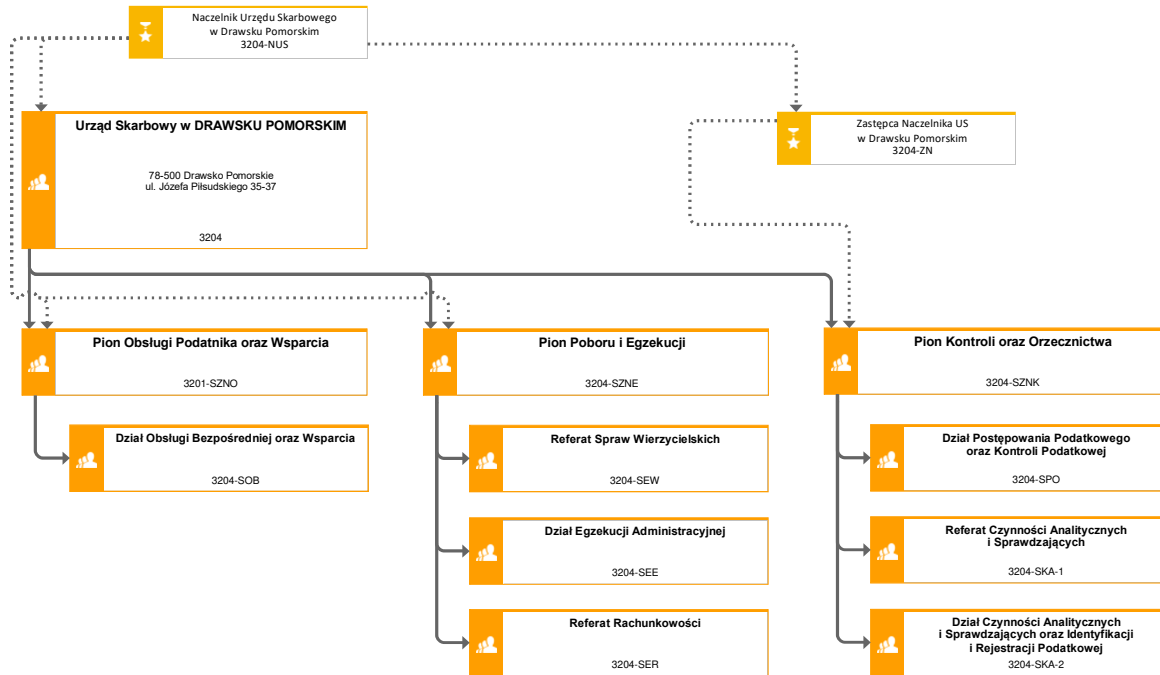 Naczelnik Urzędu Skarbowego
w Drawsku Pomorskim
3204-NUS
Urząd Skarbowy w DRAWSKU POMORSKIM
78-500 Drawsko Pomorskie
ul. Józefa Piłsudskiego 35-37
3204
Zastępca Naczelnika US
w Drawsku Pomorskim
3204-ZN
Pion Obsługi Podatnika oraz Wsparcia
3201-SZNO
Dział Obsługi Bezpośredniej oraz Wsparcia
3204-SOB
Pion Poboru i Egzekucji
3204-SZNE
Referat Spraw Wierzycielskich
3204-SEW
Dział Egzekucji Administracyjnej
3204-SEE
Referat Rachunkowości
3204-SER
Pion Kontroli oraz Orzecznictwa
3204-SZNK
Dział Postępowania Podatkowego
oraz Kontroli Podatkowej
3204-SPO
Referat Czynności Analitycznych
i Sprawdzających
3204-SKA-1
Dział Czynności Analitycznych
i Sprawdzających oraz Identyfikacji
i Rejestracji Podatkowej
3204-SKA-2